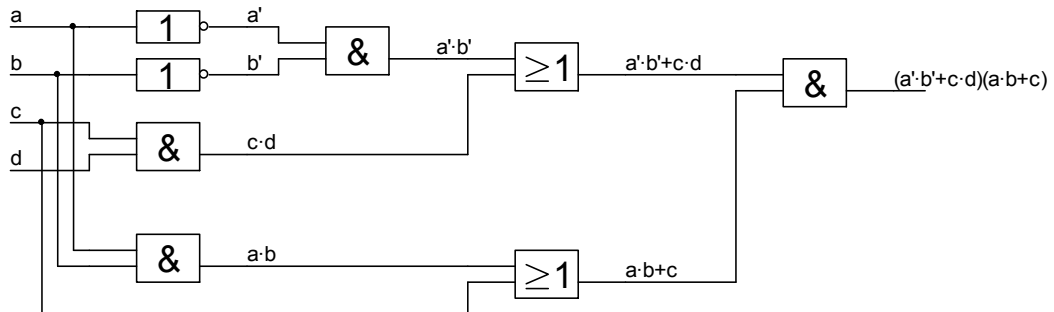 a 1 a' & a'·b' ≥1 a'·b'+c·d & (a'·b'+c·d)(a·b+c)
b 1 b'
c & c·d
d
& a·b ≥1 a·b+c